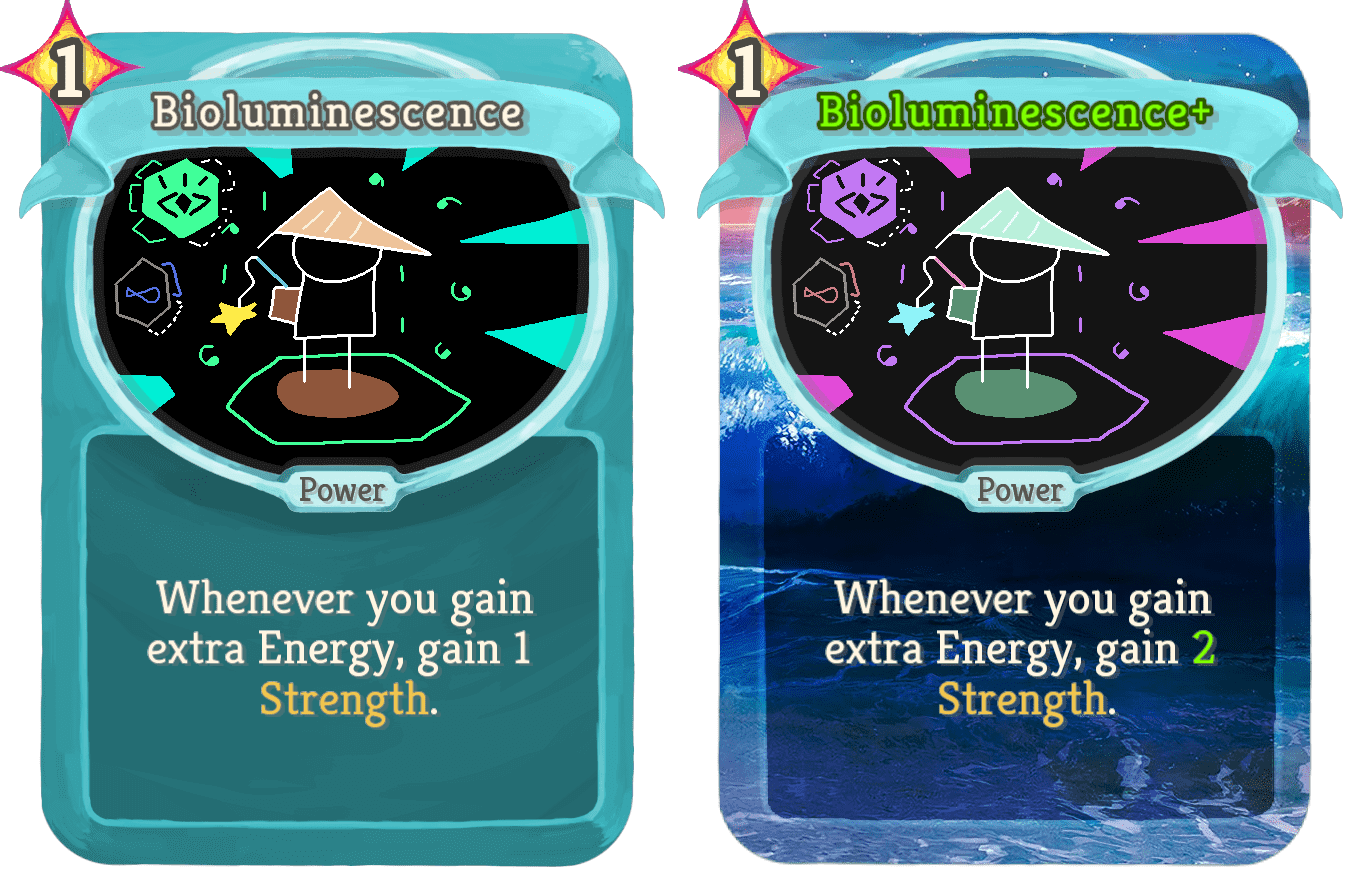 1
Bioluminescence
Power
Whenever you gain
extra Energy, gain 1
Strength.
1
Bioluminescence+
Power
Whenever you gain
extra Energy, gain 2
Strength.